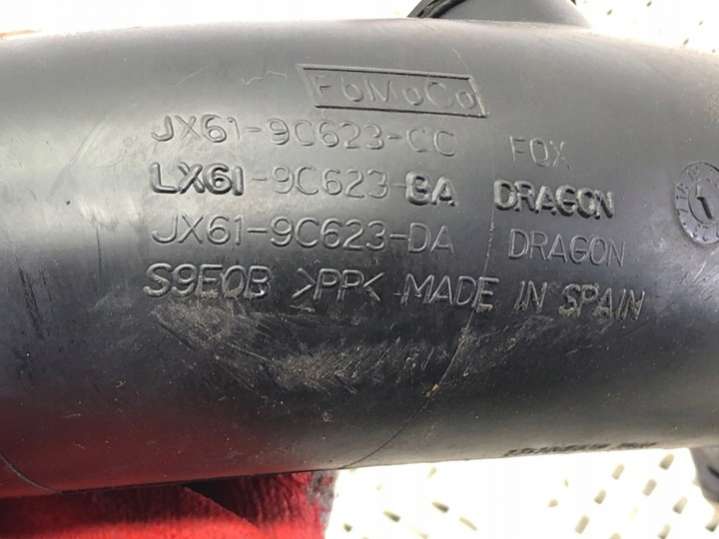 FoMoCo
JX61-9C623-CC FOX
LX61-9C623-BA DRAGON
JX61-9C623-DA DRAGON
S9E0B >PP< MADE IN SPAIN